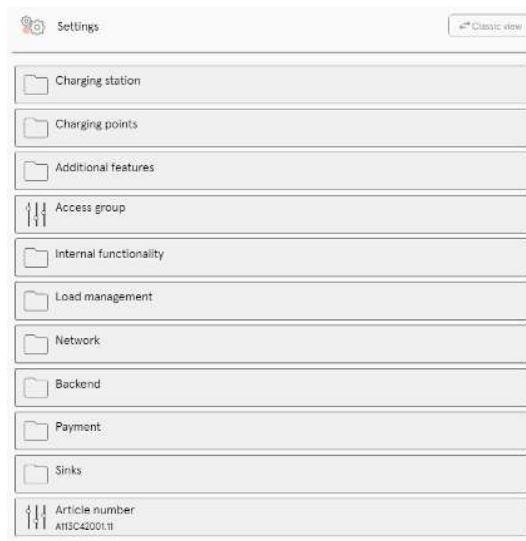 Settings
Classic view
Charging station
Charging points
Additional features
Access group
Internal functionality
Load management
Network
Backend
Payment
Sinks
Article number
A113C42001.11